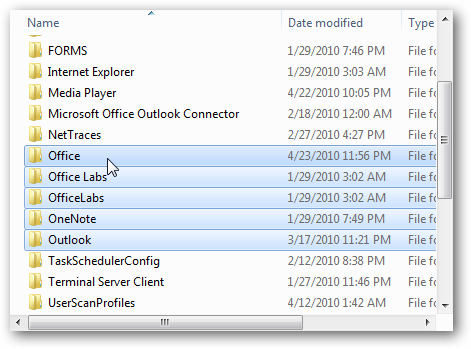 Name Date modified Type
FORMS 1/29/2010 7:46 PM File fo
Internet Explorer 1/29/2010 3:03 AM File fo
Media Player 4/22/2010 10:05 PM File fo
Microsoft Office Outlook Connector 2/18/2010 12:00 AM File fo
NetTraces 2/27/2010 4:27 PM File fo
Office 4/23/2010 11:56 PM File fo
Office Labs 1/29/2010 3:02 AM File fo
OfficeLabs 1/29/2010 3:02 AM File fo
OneNote 1/29/2010 7:49 PM File fo
Outlook 3/17/2010 11:21 PM File fo
TaskSchedulerConfig 2/12/2010 8:38 PM File fo
Terminal Server Client 1/27/2010 11:46 PM File fo
UserScanProfiles 4/12/2010 1:42 AM File fo